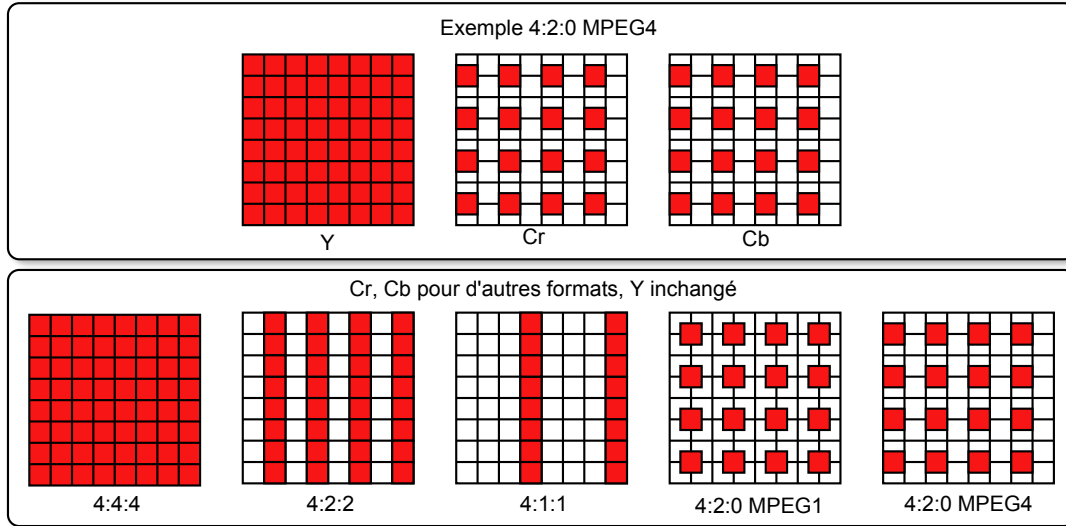 Exemple 4:2:0 MPEG4
Y
Cr
Cb
Cr, Cb pour d'autres formats, Y inchangé
4:4:4
4:2:2
4:1:1
4:2:0 MPEG1
4:2:0 MPEG4